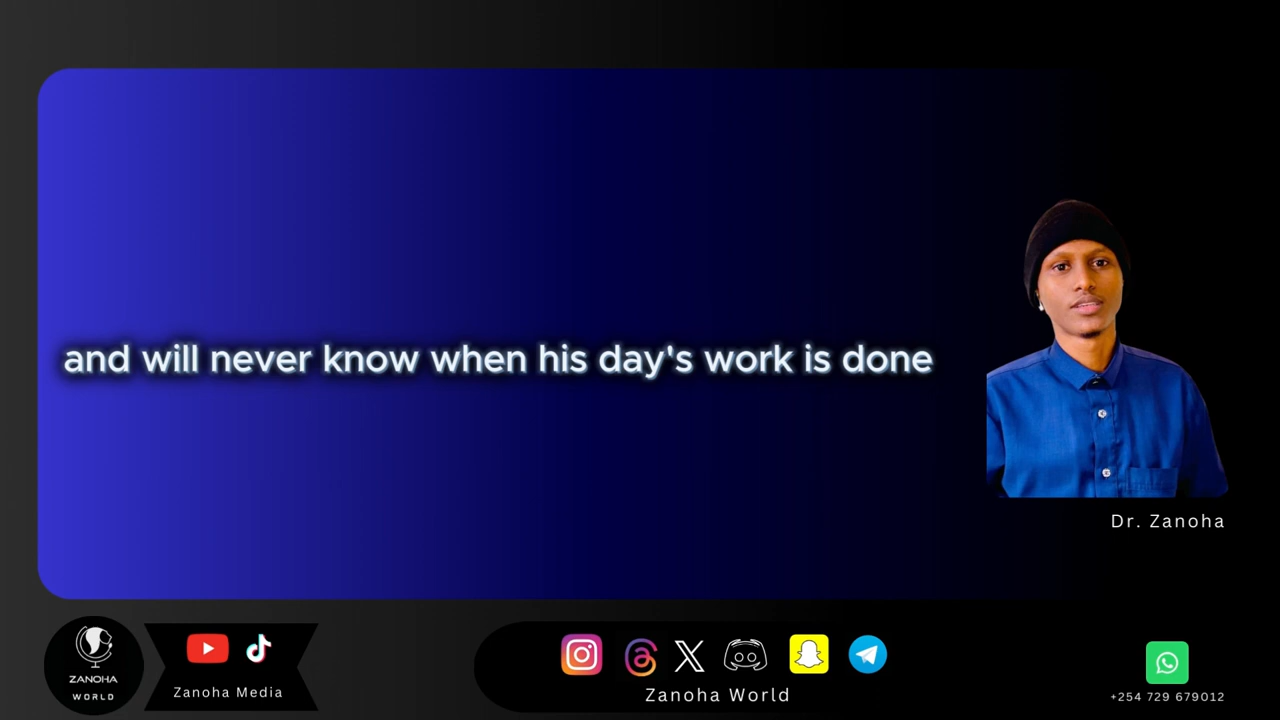 and will never know when his day's work is done
Dr. Zanoha
ZANOHA
WORLD
Zanoha Media
Zanoha World
+254 729 679012